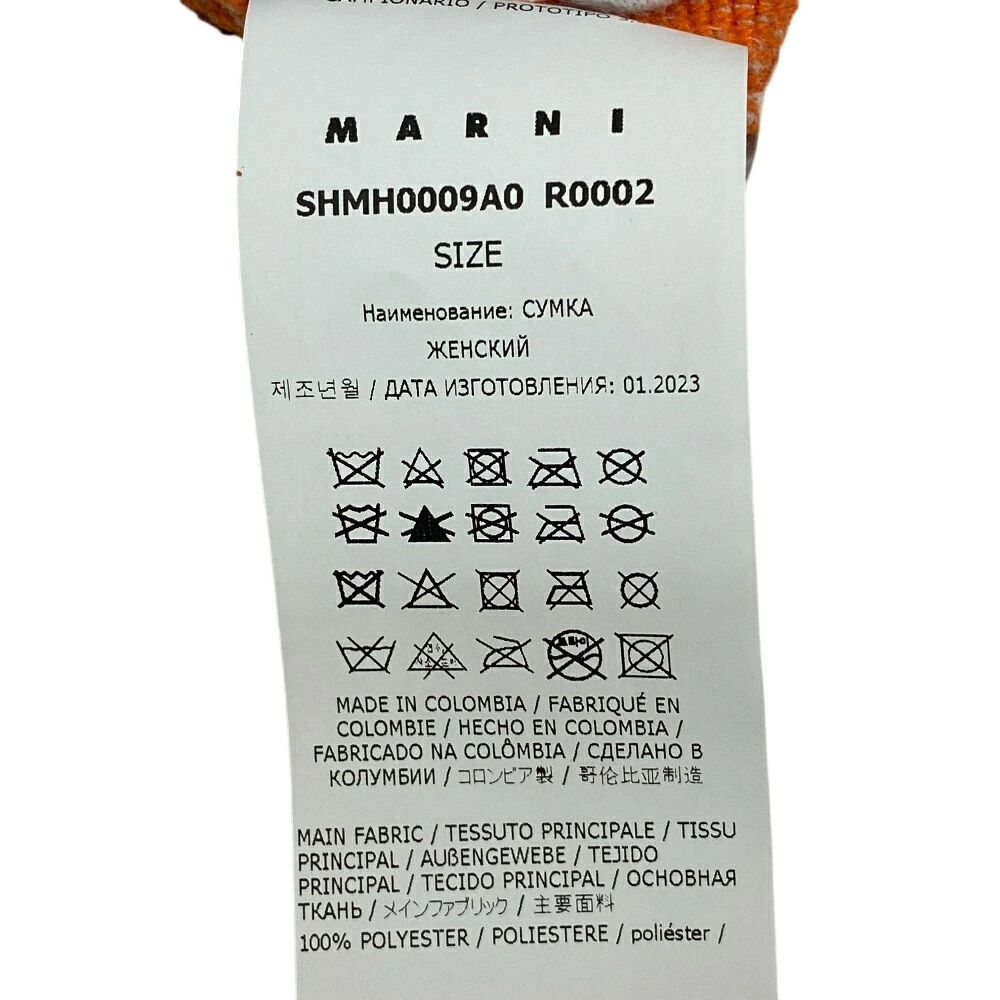 CAMPIONARIO / PROTOTIPO
MARNI
SHMH0009A0 R0002
SIZE
Наименование: СУМКА
ЖЕНСКИЙ
제조년월 / ДАТА ИЗГОТОВЛЕНИЯ: 01.2023
MADE IN COLOMBIA / FABRIQUÉ EN
COLOMBIE / HECHO EN COLOMBIA /
FABRICADO NA COLÔMBIA / СДЕЛАНО В
КОЛУМБИИ / コロンビア製 / 哥伦比亚制造
MAIN FABRIC / TESSUTO PRINCIPALE / TISSU
PRINCIPAL / AUßENGEWEBE / TEJIDO
PRINCIPAL / TECIDO PRINCIPAL / ОСНОВНАЯ
ТКАНЬ / メインファブリック / 主要面料
100% POLYESTER / POLIESTERE / poliéster /